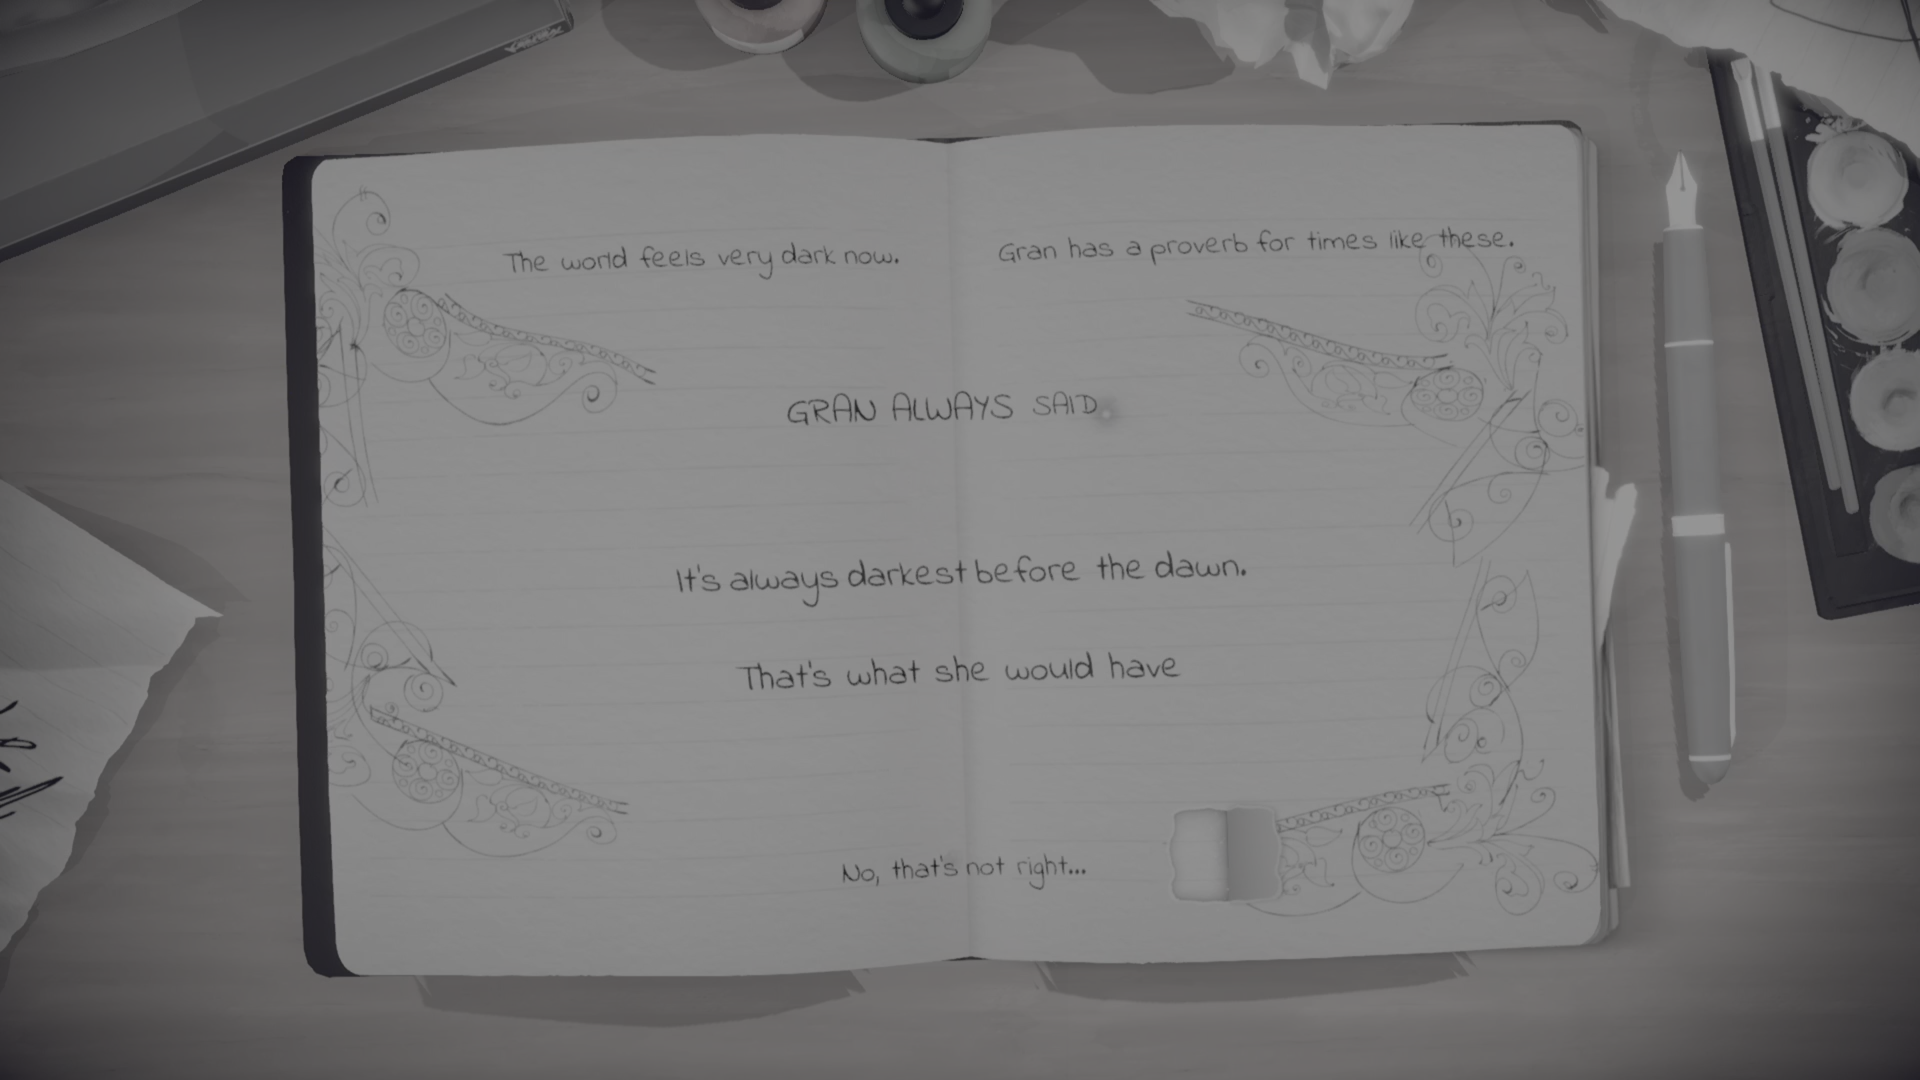 The world feels very dark now.
Gran has a proverb for times like these.
GRAN ALWAYS SAID
It's always darkest before the dawn.
That's what she would have
No, that's not right...